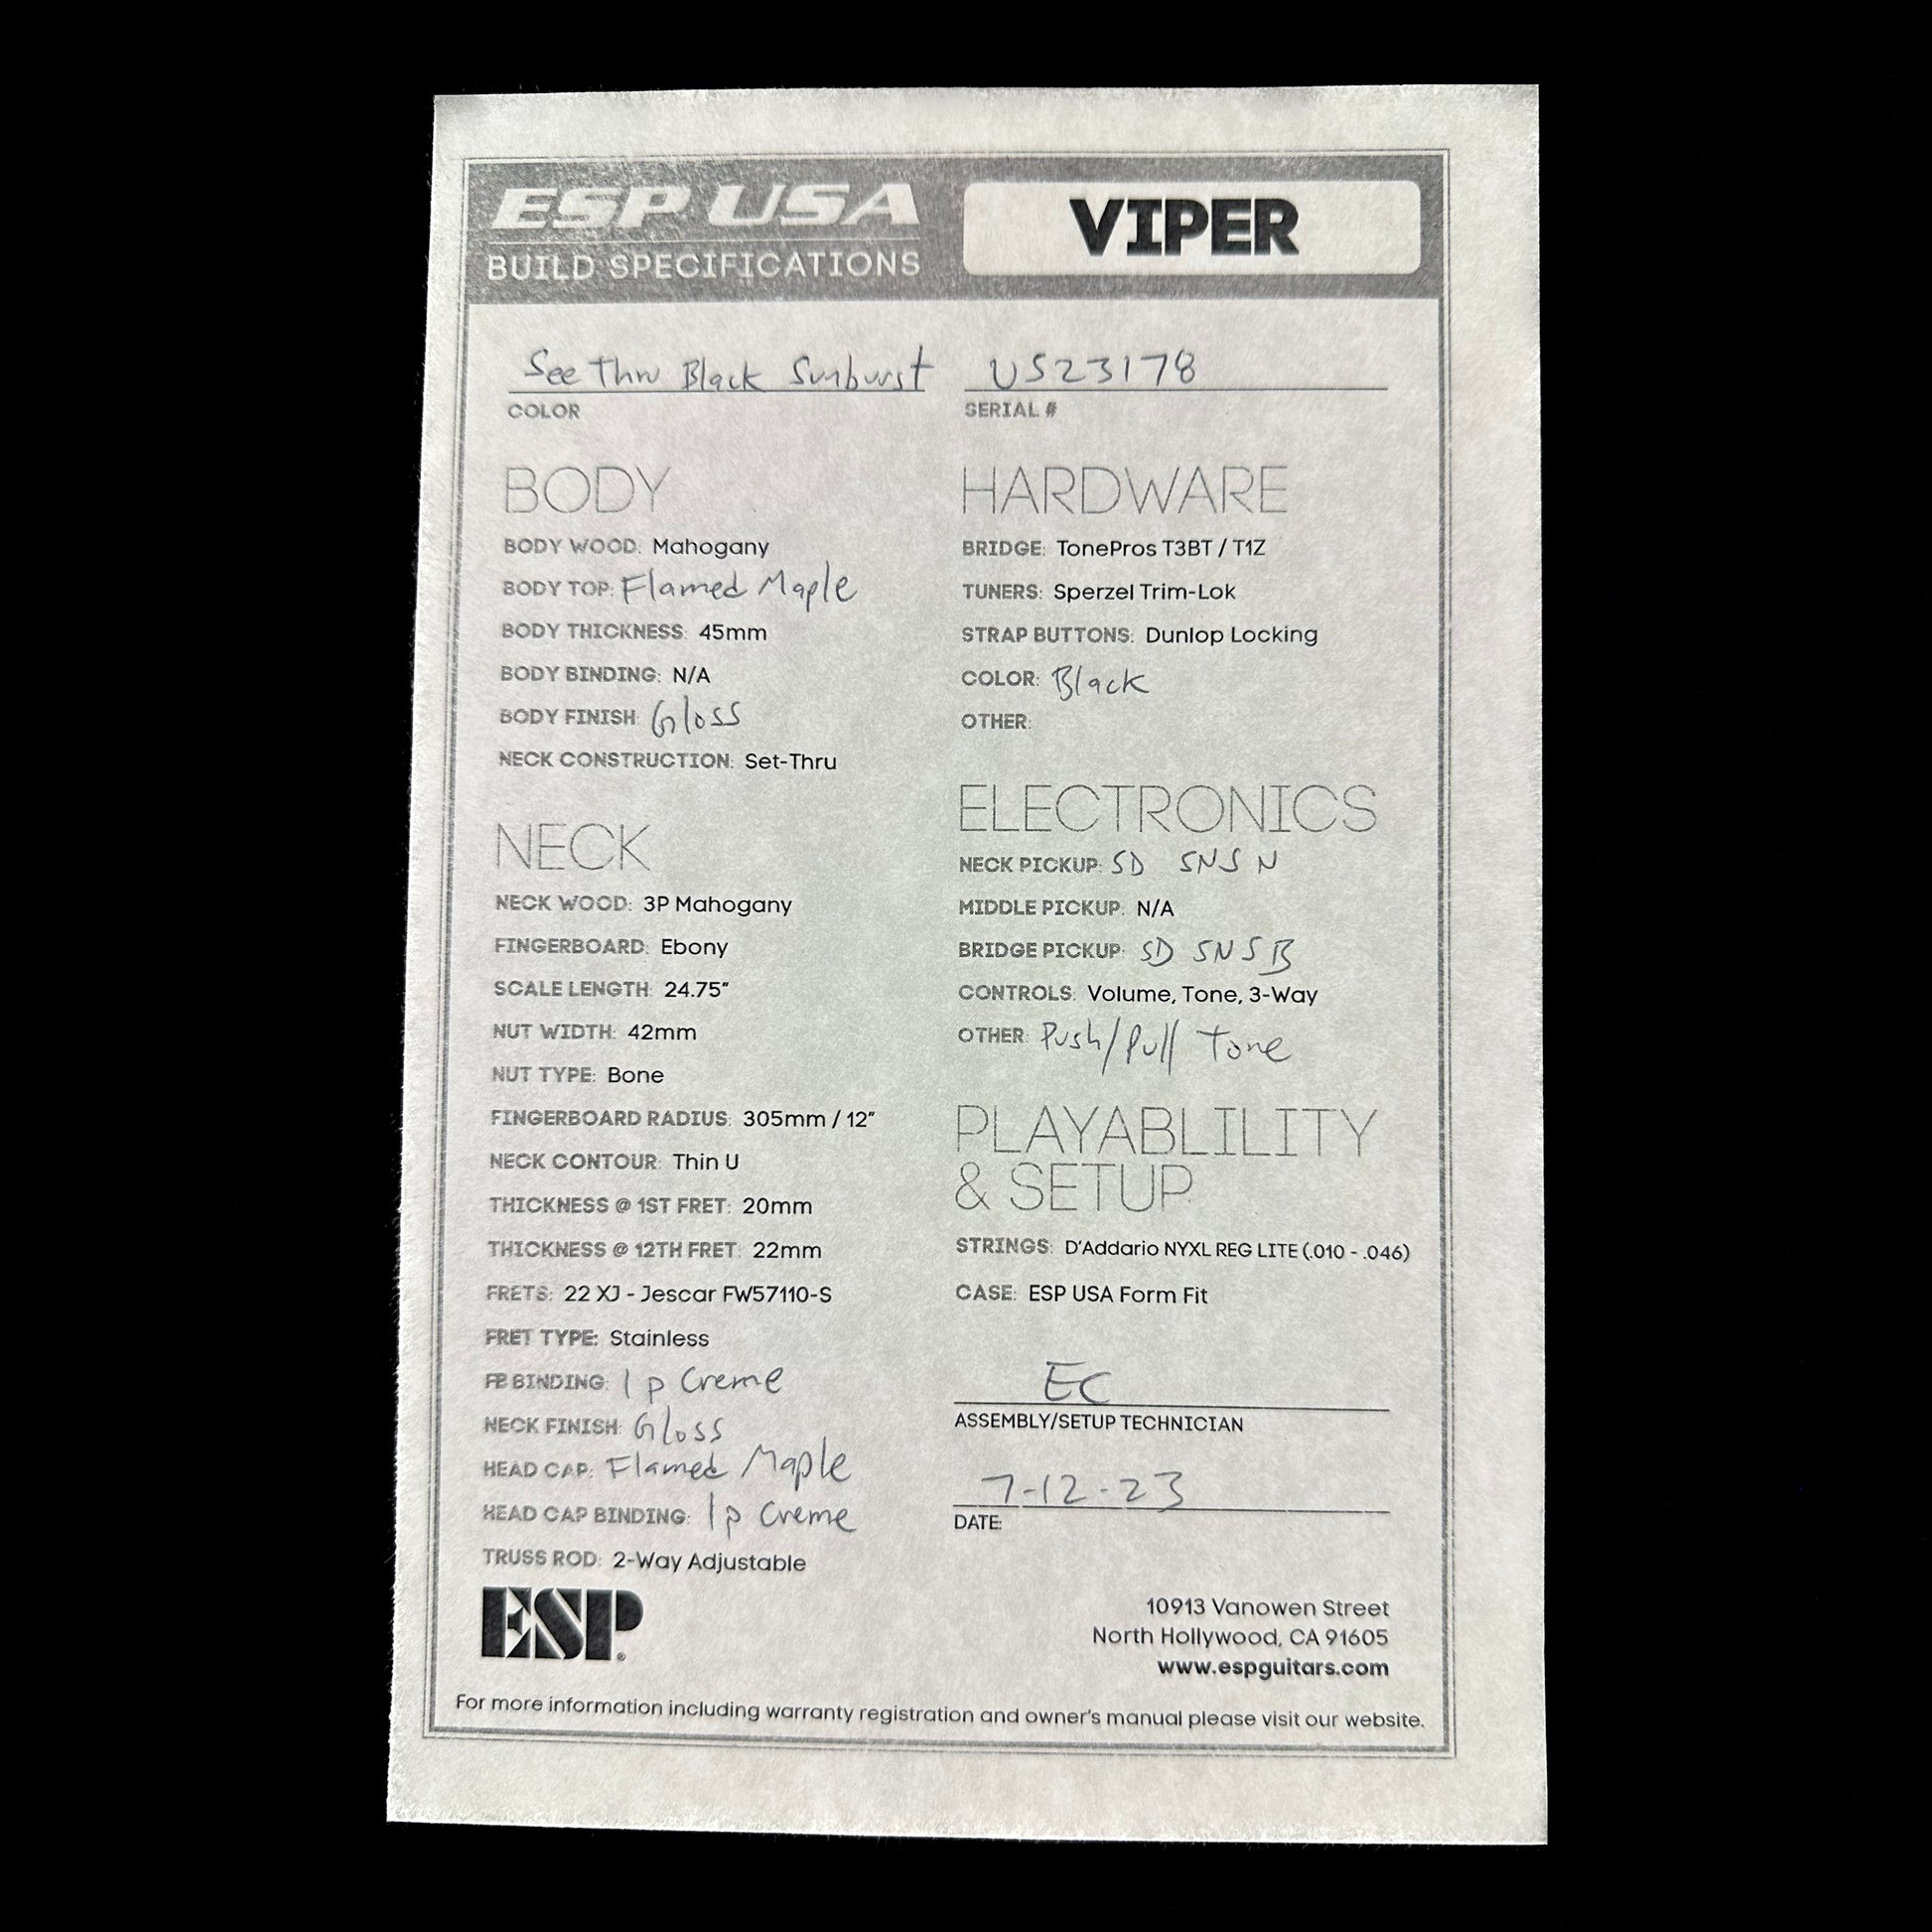 ESP USA
BUILD SPECIFICATIONS
VIPER
See Thru Black Sunburst
COLOR
US23178
SERIAL #
BODY
BODY WOOD: Mahogany
BODY TOP: Flamed Maple
BODY THICKNESS: 45mm
BODY BINDING: N/A
BODY FINISH: Gloss
NECK CONSTRUCTION: Set-Thru
NECK
NECK WOOD: 3P Mahogany
FINGERBOARD: Ebony
SCALE LENGTH: 24.75”
NUT WIDTH: 42mm
NUT TYPE: Bone
FINGERBOARD RADIUS: 305mm / 12”
NECK CONTOUR: Thin U
THICKNESS @ 1ST FRET: 20mm
THICKNESS @ 12TH FRET: 22mm
FRETS: 22 XJ - Jescar FW57110-S
FRET TYPE: Stainless
FB BINDING: 1p Creme
NECK FINISH: Gloss
HEAD CAP: Flamed Maple
HEAD CAP BINDING: 1p Creme
TRUSS ROD: 2-Way Adjustable
HARDWARE
BRIDGE: TonePros T3BT / T1Z
TUNERS: Sperzel Trim-Lok
STRAP BUTTONS: Dunlop Locking
COLOR: Black
OTHER:
ELECTRONICS
NECK PICKUP: SD SNS N
MIDDLE PICKUP: N/A
BRIDGE PICKUP: SD SNS B
CONTROLS: Volume, Tone, 3-Way
OTHER: Push/Pull Tone
PLAYABLILITY
& SETUP
STRINGS: D’Addario NYXL REG LITE (.010 - .046)
CASE: ESP USA Form Fit
EC
ASSEMBLY/SETUP TECHNICIAN
7-12-23
DATE:
ESP®
10913 Vanowen Street
North Hollywood, CA 91605
www.espguitars.com
For more information including warranty registration and owner’s manual please visit our website.